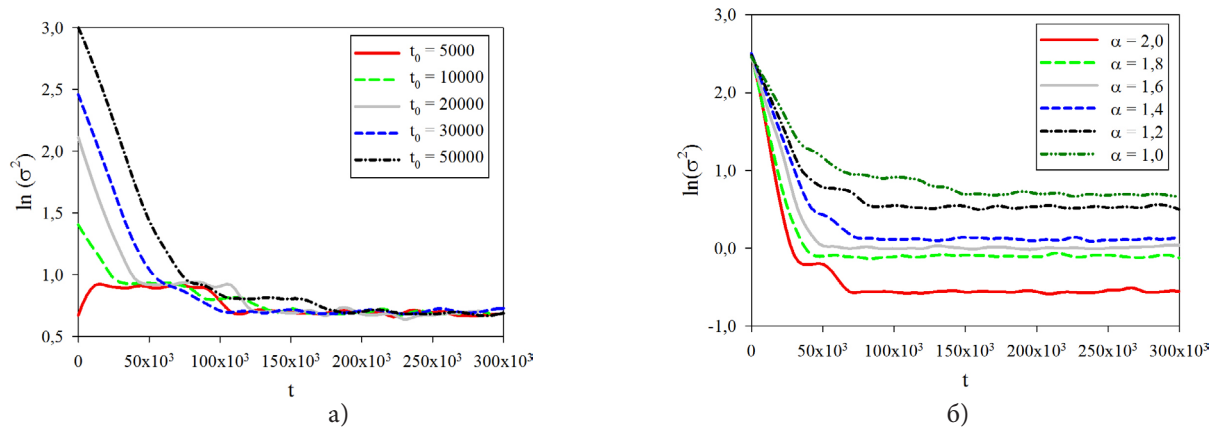 3,0
2,5
2,0
1,5
1,0
0,5
ln (σ²)
t₀ = 5000
t₀ = 10000
t₀ = 20000
t₀ = 30000
t₀ = 50000
0 50x10³ 100x10³ 150x10³ 200x10³ 250x10³ 300x10³
t
а)
3,0
2,0
1,0
0,0
-1,0
ln(σ²)
α = 2,0
α = 1,8
α = 1,6
α = 1,4
α = 1,2
α = 1,0
0 50x10³ 100x10³ 150x10³ 200x10³ 250x10³ 300x10³
t
б)